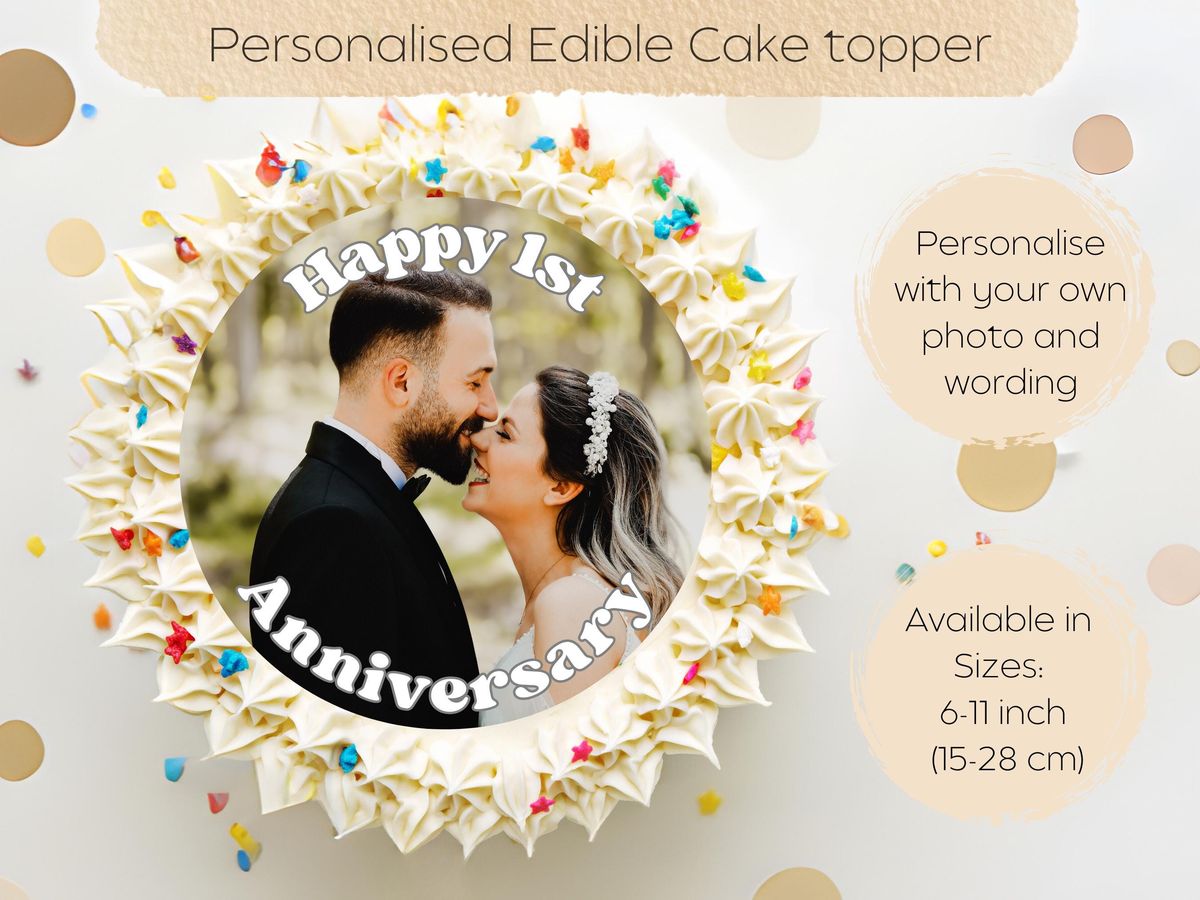 Personalised Edible Cake topper
Happy 1st
Anniversary
Personalise
with your own
photo and
wording
Available in
Sizes:
6-11 inch
(15-28 cm)